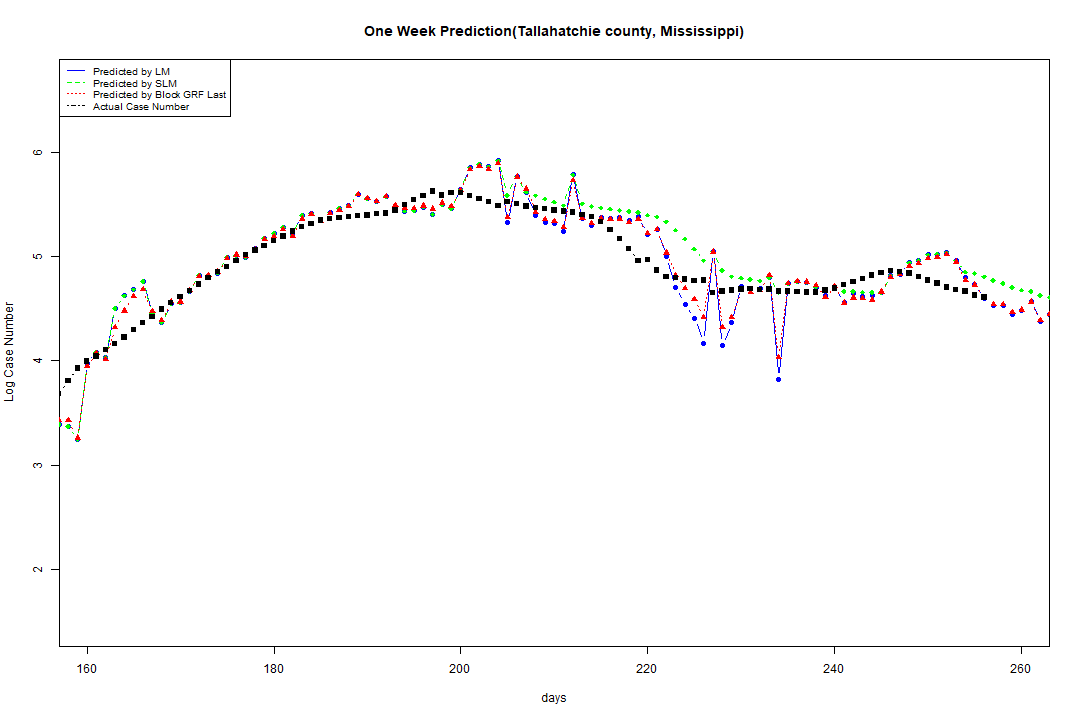 One Week Prediction(Tallahatchie county, Mississippi)
Predicted by LM
Predicted by SLM
Predicted by Block GRF Last
Actual Case Number
6
5
4
3
2
Log Case Number
160 180 200 220 240 260
days